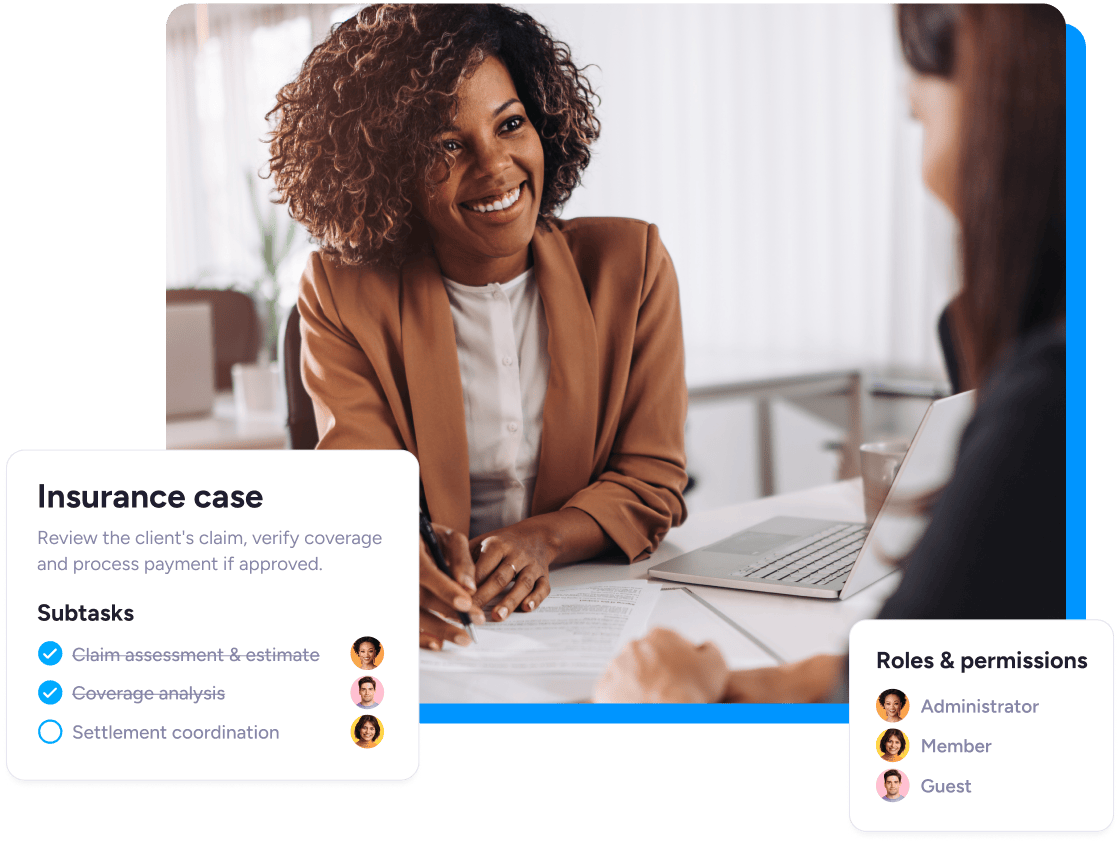 Insurance case
Review the client's claim, verify coverage
and process payment if approved.
Subtasks
Claim assessment & estimate
Coverage analysis
Settlement coordination
Roles & permissions
Administrator
Member
Guest